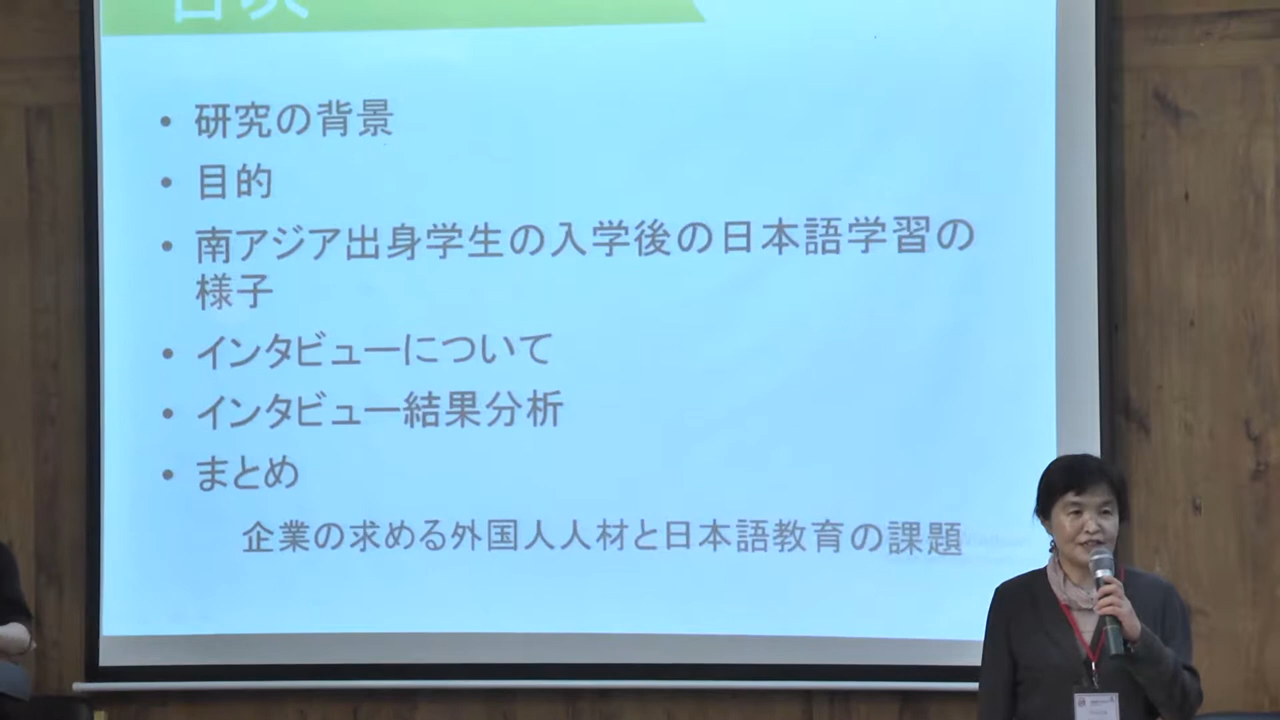 目次
• 研究の背景
• 目的
• 南アジア出身学生の入学後の日本語学習の
様子
• インタビューについて
• インタビュー結果分析
• まとめ
企業の求める外国人人材と日本語教育の課題